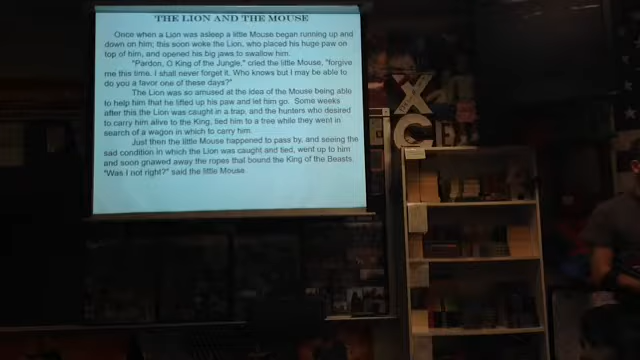 THE LION AND THE MOUSE
Once when a Lion was asleep a little Mouse began running up and
down on him; this soon woke the Lion, who placed his huge paw on
top of him, and opened his big jaws to swallow him.
"Pardon, O King of the Jungle," cried the little Mouse, "forgive
me this time. I shall never forget it. Who knows but I may be able to
do you a favor one of these days?"
The Lion was so amused at the idea of the Mouse being able
to help him that he lifted up his paw and let him go. Some weeks
after this the Lion was caught in a trap, and the hunters who desired
to carry him alive to the King, tied him to a tree while they went in
search of a wagon in which to carry him.
Just then the little Mouse happened to pass by, and seeing the
sad condition in which the Lion was caught and tied, went up to him
and soon gnawed away the ropes that bound the King of the Beasts.
"Was I not right?" said the little Mouse.
X
C